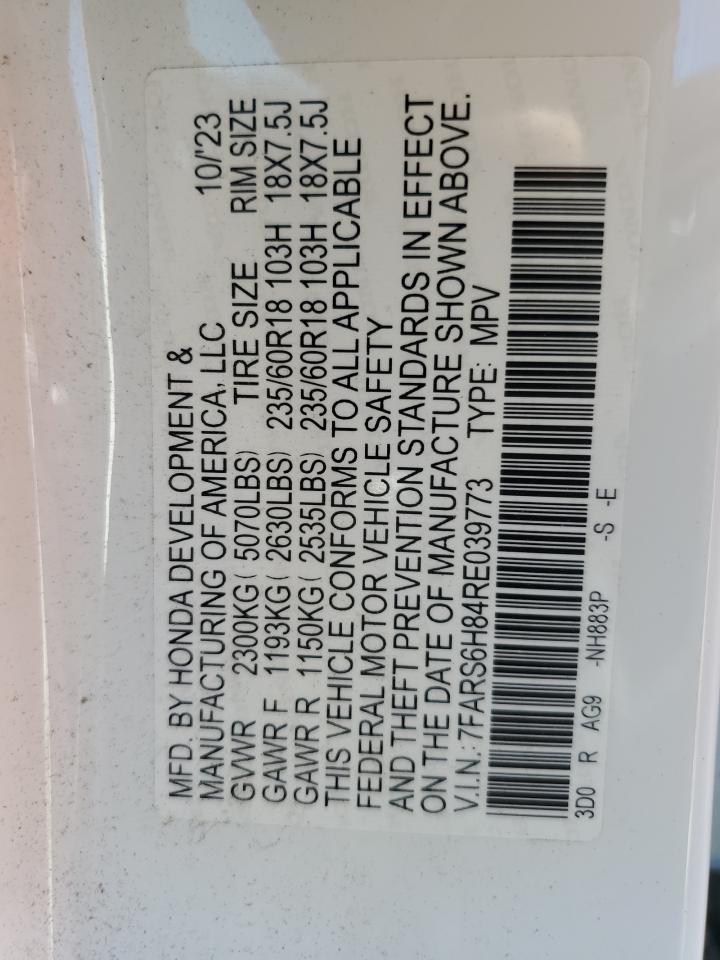 MFD. BY HONDA DEVELOPMENT &
MANUFACTURING OF AMERICA, LLC 10/'23
GVWR 2300KG( 5070LBS) TIRE SIZE RIM SIZE
GAWR F 1193KG( 2630LBS) 235/60R18 103H 18X7.5J
GAWR R 1150KG( 2535LBS) 235/60R18 103H 18X7.5J
THIS VEHICLE CONFORMS TO ALL APPLICABLE
FEDERAL MOTOR VEHICLE SAFETY
AND THEFT PREVENTION STANDARDS IN EFFECT
ON THE DATE OF MANUFACTURE SHOWN ABOVE.
V.I.N.: 7FARS6H84RE039773 TYPE: MPV
3D0 R AG9 -NH883P -S -E